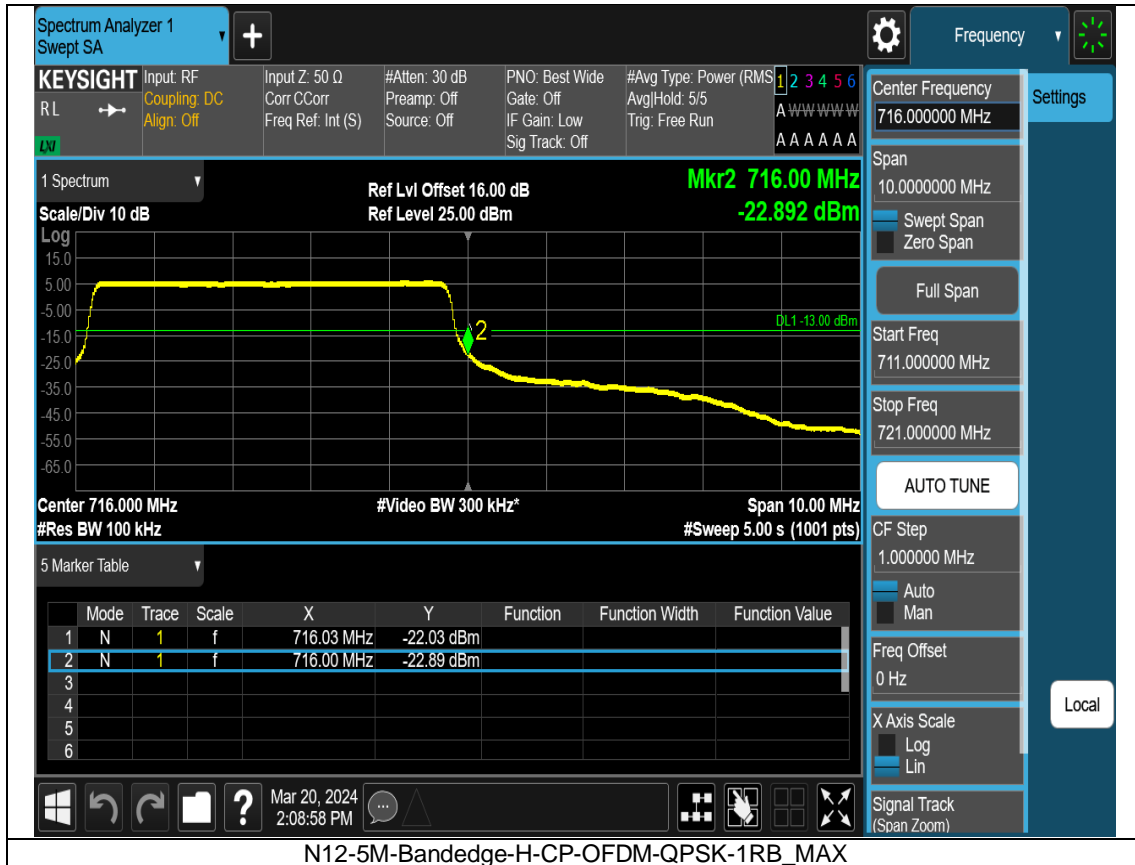 Spectrum Analyzer 1
Swept SA
+
Frequency
KEYSIGHT
RL
LXI
Input: RF
Coupling: DC
Align: Off
Input Z: 50 Ω
Corr CCorr
Freq Ref: Int (S)
#Atten: 30 dB
Preamp: Off
Source: Off
PNO: Best Wide
Gate: Off
IF Gain: Low
Sig Track: Off
#Avg Type: Power (RMS
Avg|Hold: 5/5
Trig: Free Run
1 2 3 4 5 6
A W W W W W
A A A A A A
1 Spectrum
Scale/Div 10 dB
Ref Lvl Offset 16.00 dB
Ref Level 25.00 dBm
Mkr2 716.00 MHz
-22.892 dBm
Log
15.0
5.00
-5.00
-15.0
-25.0
-35.0
-45.0
-55.0
-65.0
2
DL1 -13.00 dBm
Center 716.000 MHz
#Video BW 300 kHz*
Span 10.00 MHz
#Res BW 100 kHz
#Sweep 5.00 s (1001 pts)
5 Marker Table
Mode Trace Scale X Y Function Function Width Function Value
1 N 1 f 716.03 MHz -22.03 dBm
2 N 1 f 716.00 MHz -22.89 dBm
3
4
5
6
?
Mar 20, 2024
2:08:58 PM
Center Frequency
716.000000 MHz
Settings
Span
10.0000000 MHz
Swept Span
Zero Span
Full Span
Start Freq
711.000000 MHz
Stop Freq
721.000000 MHz
AUTO TUNE
CF Step
1.000000 MHz
Auto
Man
Freq Offset
0 Hz
X Axis Scale
Log
Lin
Local
Signal Track
(Span Zoom)
N12-5M-Bandedge-H-CP-OFDM-QPSK-1RB_MAX